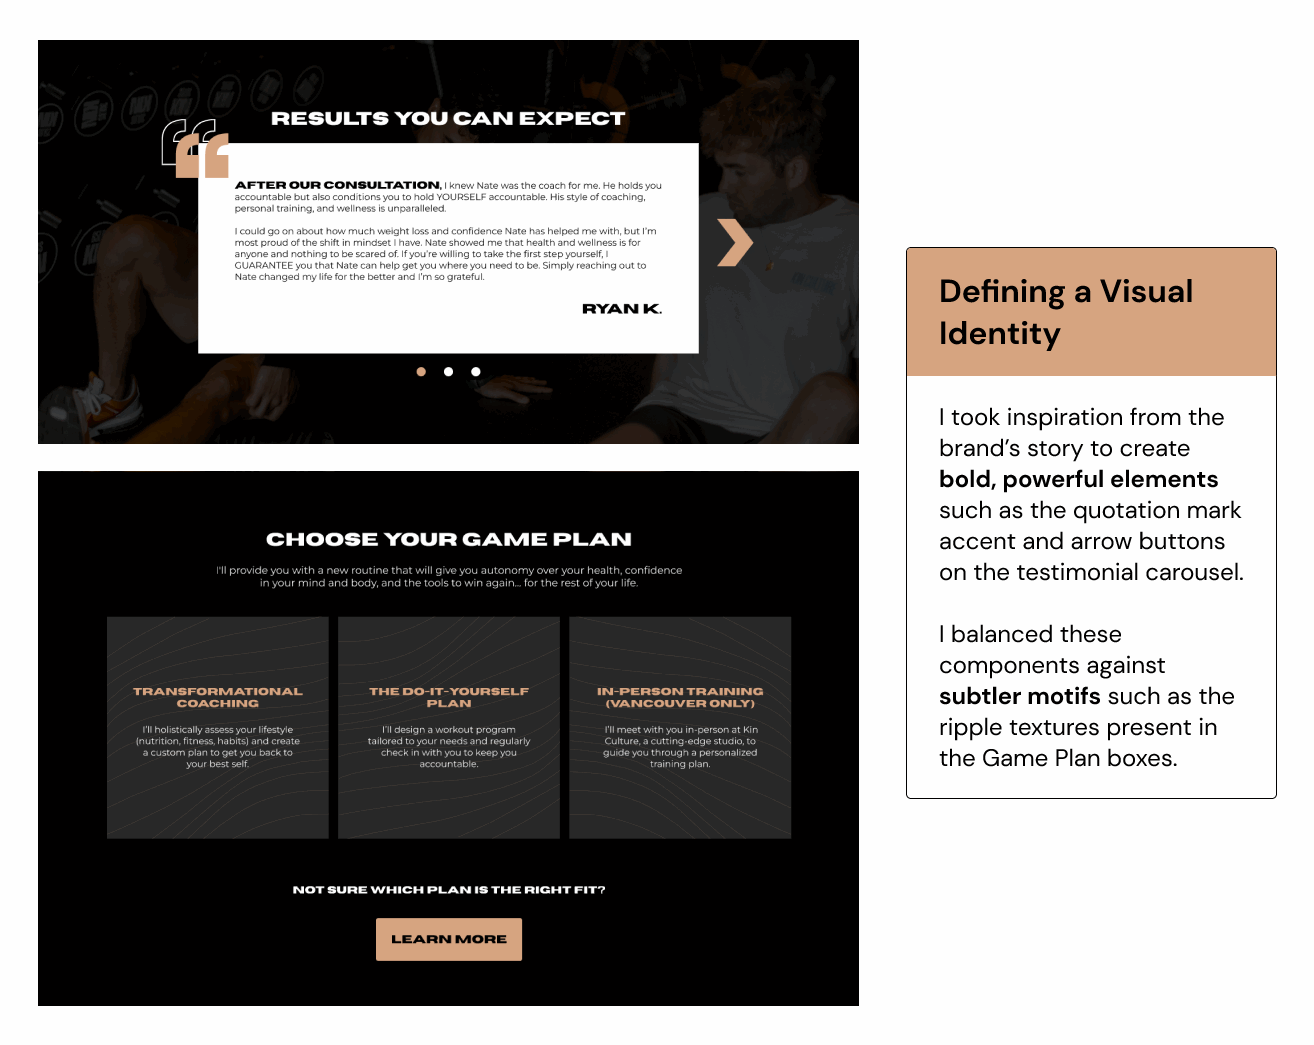 RESULTS YOU CAN EXPECT
AFTER OUR CONSULTATION, I knew Nate was the coach for me. He holds you
accountable but also conditions you to hold YOURSELF accountable. His style of coaching,
personal training, and wellness is unparalleled.
I could go on about how much weight loss and confidence Nate has helped me with, but I'm
most proud of the shift in mindset I have. Nate showed me that health and wellness is for
anyone and nothing to be scared of. If you're willing to take the first step yourself, I
GUARANTEE you that Nate can help get you where you need to be. Simply reaching out to
Nate changed my life for the better and I'm so grateful.
RYAN K.
CHOOSE YOUR GAME PLAN
I'll provide you with a new routine that will give you autonomy over your health, confidence
in your mind and body, and the tools to win again... for the rest of your life.
TRANSFORMATIONAL
COACHING
I'll holistically assess your lifestyle
(nutrition, fitness, habits) and create
a custom plan to get you back to
your best self.
THE DO-IT-YOURSELF
PLAN
I'll design a workout program
tailored to your needs and regularly
check in with you to keep you
accountable.
IN-PERSON TRAINING
(VANCOUVER ONLY)
I'll meet with you in-person at Kin
Culture, a cutting-edge studio, to
guide you through a personalized
training plan.
NOT SURE WHICH PLAN IS THE RIGHT FIT?
LEARN MORE
Defining a Visual
Identity
I took inspiration from the
brand's story to create
bold, powerful elements
such as the quotation mark
accent and arrow buttons
on the testimonial carousel.
I balanced these
components against
subtler motifs such as the
ripple textures present in
the Game Plan boxes.